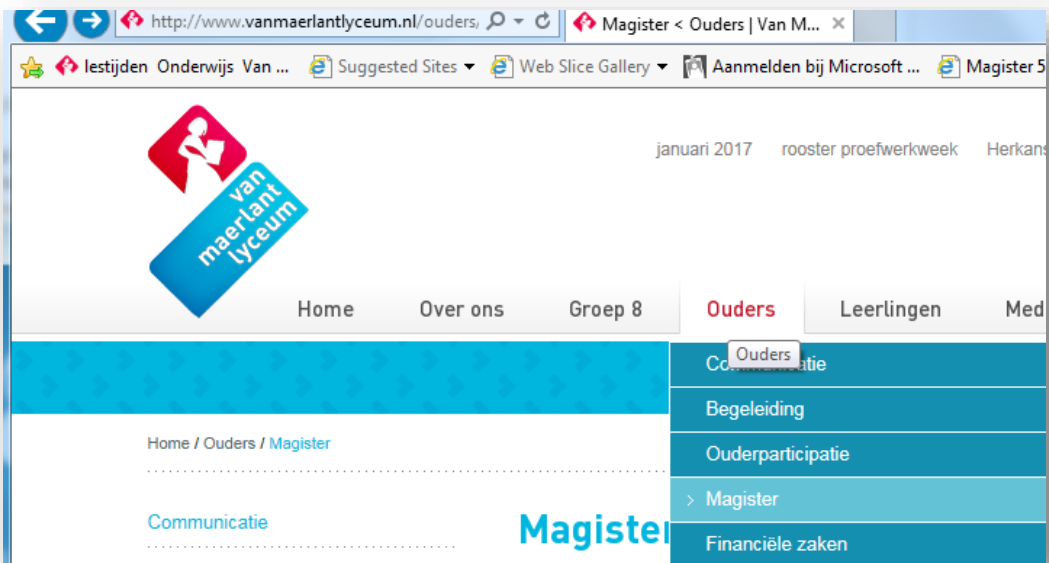 http://www.vanmaerlantlyceum.nl/ouders/
Magister < Ouders | Van M...
lestijden Onderwijs Van ...
Suggested Sites
Web Slice Gallery
Aanmelden bij Microsoft ...
Magister 5
van
maerlant
lyceum
januari 2017
rooster proefwerkweek
Herkans
Home
Over ons
Groep 8
Ouders
Leerlingen
Med
Ouders
Begeleiding
Ouderparticipatie
Magister
Financiële zaken
Home / Ouders / Magister
Communicatie
Magister